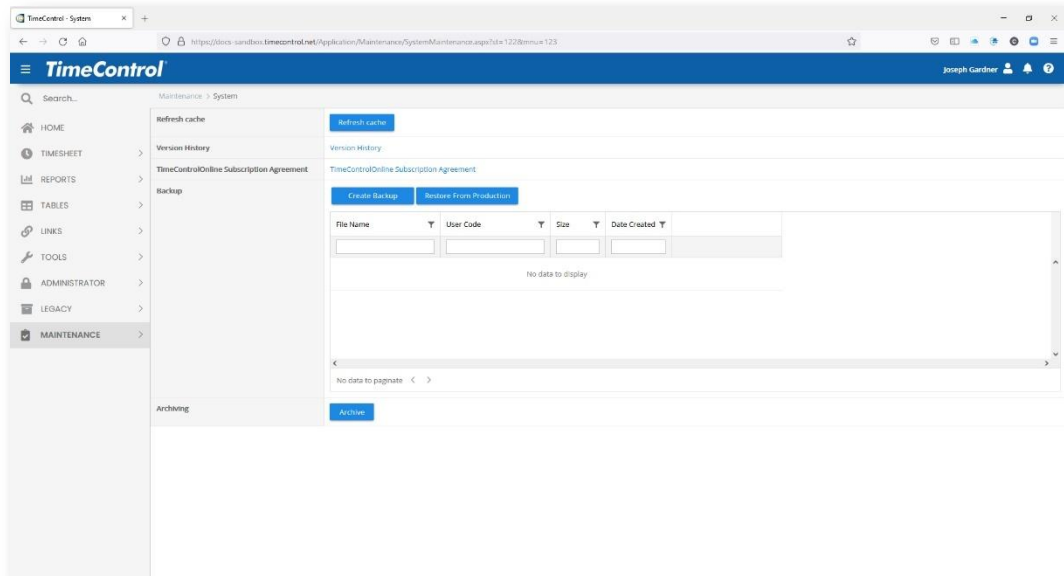 TimeControl - System
https://docs-sandbox.timecontrol.net/Application/Maintenance/SystemMaintenance.aspx?st=122&mnu=123
TimeControl
Joseph Gardner
Search...
Maintenance > System
HOME
TIMESHEET
REPORTS
TABLES
LINKS
TOOLS
ADMINISTRATOR
LEGACY
MAINTENANCE
Refresh cache
Refresh cache
Version History
Version History
TimeControlOnline Subscription Agreement
TimeControlOnline Subscription Agreement
Backup
Create Backup Restore From Production
File Name User Code Size Date Created
No data to display
No data to paginate
Archiving
Archive